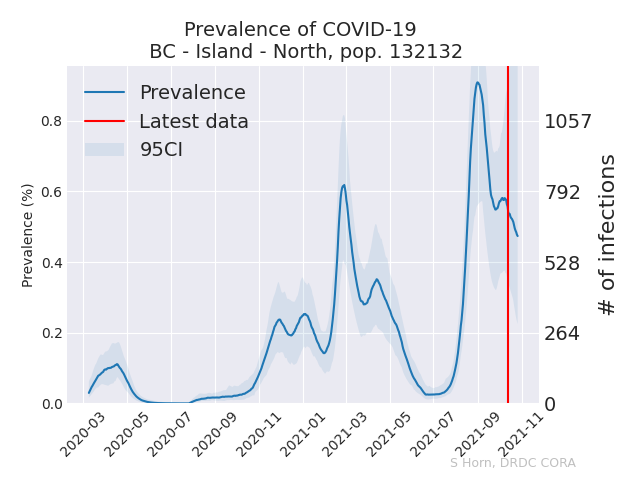 Prevalence of COVID-19
BC - Island - North, pop. 132132
Prevalence
Latest data
95CI
Prevalence (%)
0.8
0.6
0.4
0.2
0.0
1057
792
528
264
0
# of infections
2020-03
2020-05
2020-07
2020-09
2020-11
2021-01
2021-03
2021-05
2021-07
2021-09
2021-11
S Horn, DRDC CORA